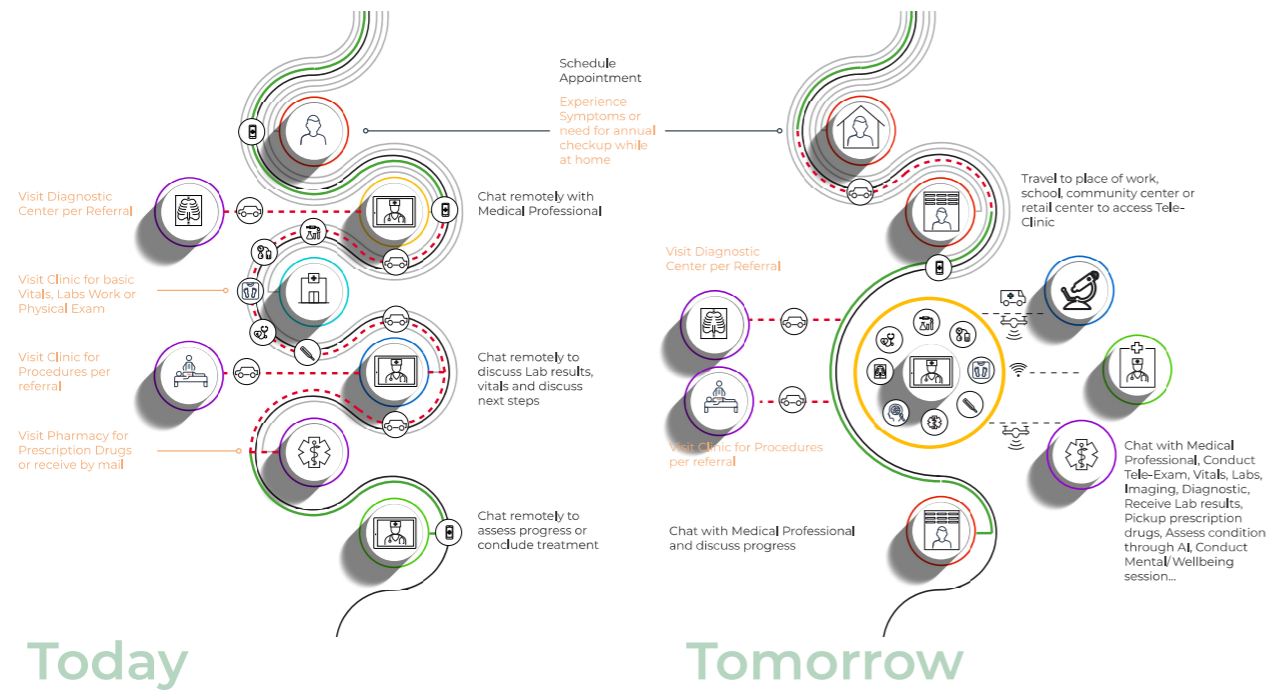 Schedule
Appointment
Experience
Symptoms or
need for annual
checkup while
at home
Visit Diagnostic
Center per Referral
Chat remotely with
Medical Professional
Visit Clinic for basic
Vitals, Labs Work or
Physical Exam
Visit Clinic for
Procedures per
referral
Chat remotely to
discuss Lab results,
vitals and discuss
next steps
Visit Pharmacy for
Prescription Drugs
or receive by mail
Chat remotely to
assess progress or
conclude treatment
Today
Travel to place of work,
school, community center or
retail center to access Tele-
Clinic
Visit Diagnostic
Center per Referral
Visit Clinic for Procedures
per referral
Chat with Medical
Professional, Conduct
Tele-Exam, Vitals, Labs,
Imaging, Diagnostic,
Receive Lab results,
Pickup prescription
drugs, Assess condition
through AI, Conduct
Mental/Wellbeing
session...
Chat with Medical Professional
and discuss progress
Tomorrow